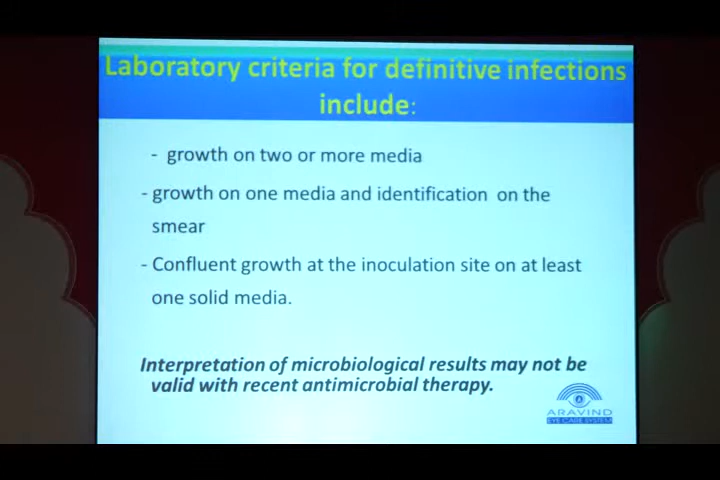 Laboratory criteria for definitive infections
include:
- growth on two or more media
- growth on one media and identification on the
smear
- Confluent growth at the inoculation site on at least
one solid media.
Interpretation of microbiological results may not be
valid with recent antimicrobial therapy.
ARAVIND
EYE CARE SYSTEM